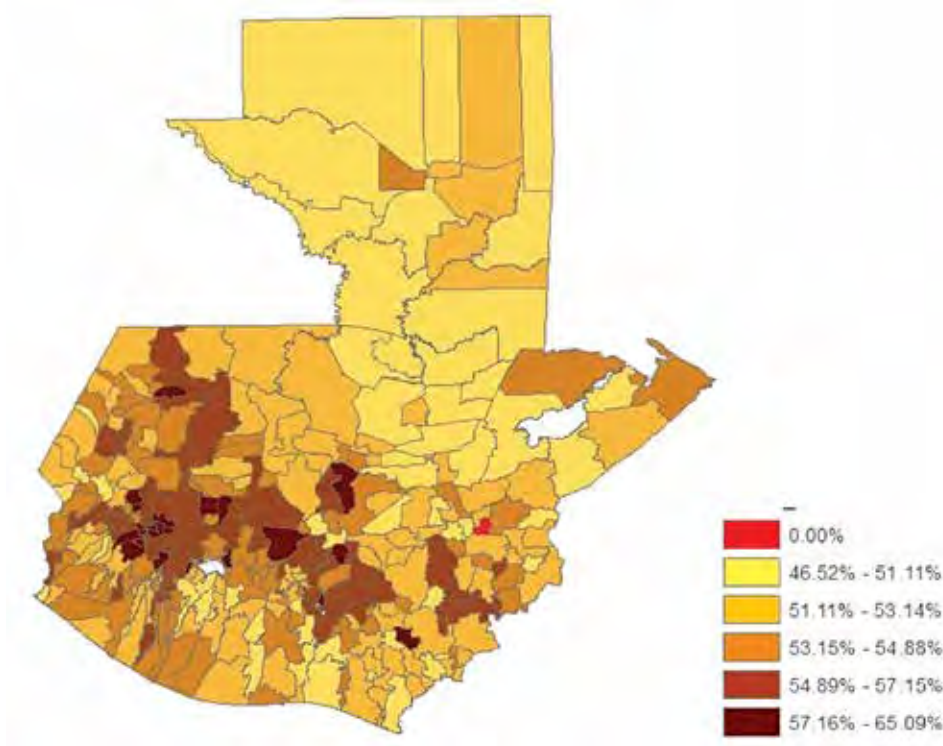 0.00%
46.52% - 51.11%
51.11% - 53.14%
53.15% - 54.88%
54.89% - 57.15%
57.16% - 65.09%